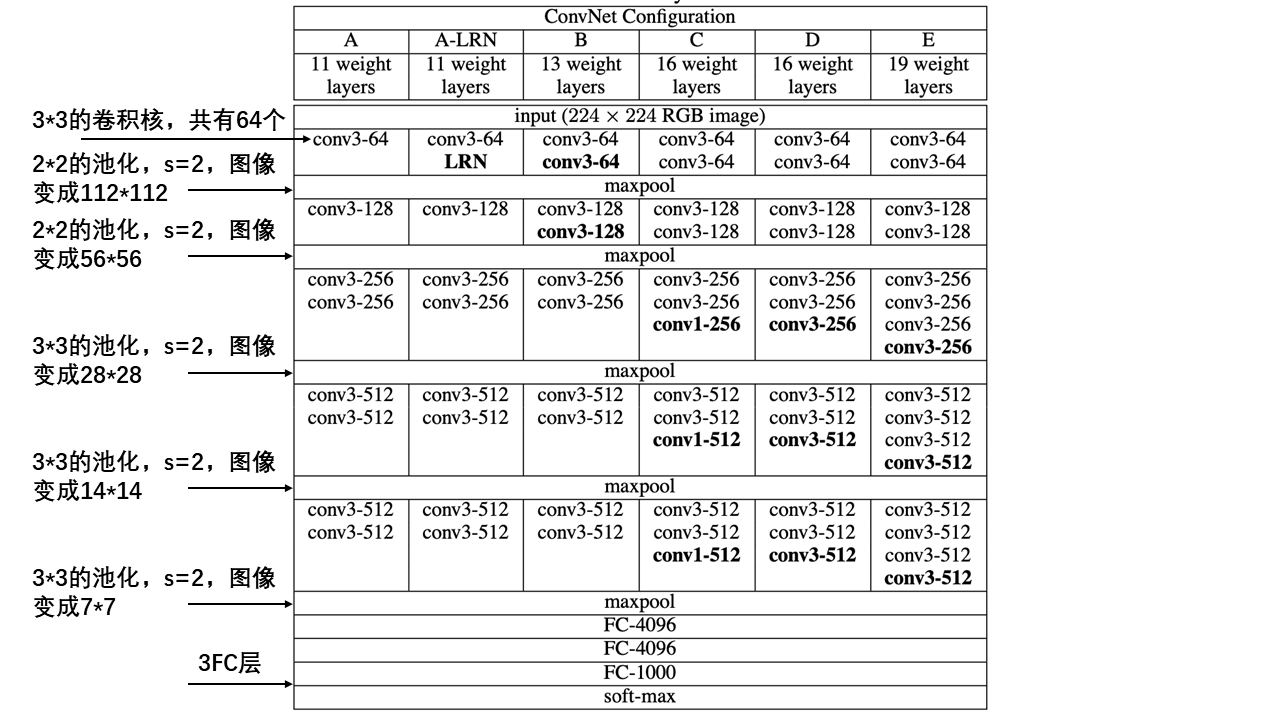 ConvNet Configuration
A A-LRN B C D E
11 weight layers 11 weight layers 13 weight layers 16 weight layers 16 weight layers 19 weight layers
input (224 × 224 RGB image)
3*3的卷积核，共有64个
conv3-64 conv3-64 conv3-64 conv3-64 conv3-64 conv3-64
LRN conv3-64 conv3-64 conv3-64 conv3-64
2*2的池化，s=2，图像
变成112*112
maxpool
conv3-128 conv3-128 conv3-128 conv3-128 conv3-128 conv3-128
conv3-128 conv3-128 conv3-128 conv3-128
2*2的池化，s=2，图像
变成56*56
maxpool
conv3-256 conv3-256 conv3-256 conv3-256 conv3-256 conv3-256
conv3-256 conv3-256 conv3-256 conv3-256 conv3-256 conv3-256
conv1-256 conv3-256 conv3-256
conv3-256
3*3的池化，s=2，图像
变成28*28
maxpool
conv3-512 conv3-512 conv3-512 conv3-512 conv3-512 conv3-512
conv3-512 conv3-512 conv3-512 conv3-512 conv3-512 conv3-512
conv1-512 conv3-512 conv3-512
conv3-512
3*3的池化，s=2，图像
变成14*14
maxpool
conv3-512 conv3-512 conv3-512 conv3-512 conv3-512 conv3-512
conv3-512 conv3-512 conv3-512 conv3-512 conv3-512 conv3-512
conv1-512 conv3-512 conv3-512
conv3-512
3*3的池化，s=2，图像
变成7*7
maxpool
FC-4096
FC-4096
3FC层
FC-1000
soft-max